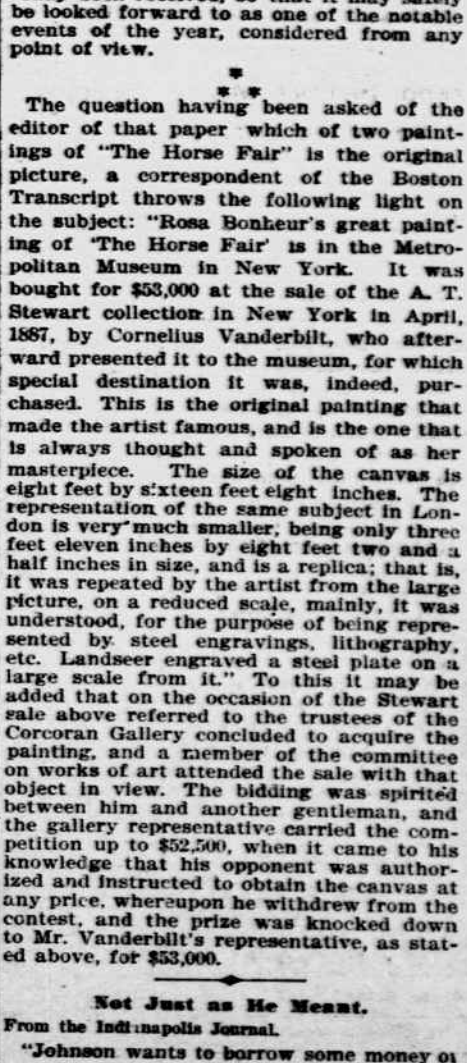 be looked forward to as one of the notable
events of the year, considered from any
point of view.
*
* *
The question having been asked of the
editor of that paper which of two paint-
ings of "The Horse Fair" is the original
picture, a correspondent of the Boston
Transcript throws the following light on
the subject: "Rosa Bonheur's great paint-
ing of 'The Horse Fair' is in the Metro-
politan Museum in New York. It was
bought for $53,000 at the sale of the A. T.
Stewart collection in New York in April,
1887, by Cornelius Vanderbilt, who after-
ward presented it to the museum, for which
special destination it was, indeed, pur-
chased. This is the original painting that
made the artist famous, and is the one that
is always thought and spoken of as her
masterpiece. The size of the canvas is
eight feet by sixteen feet eight inches. The
representation of the same subject in Lon-
don is very much smaller, being only three
feet eleven inches by eight feet two and a
half inches in size, and is a replica; that is,
it was repeated by the artist from the large
picture, on a reduced scale, mainly, it was
understood, for the purpose of being repre-
sented by steel engravings, lithography,
etc. Landseer engraved a steel plate on a
large scale from it." To this it may be
added that on the occasion of the Stewart
sale above referred to the trustees of the
Corcoran Gallery concluded to acquire the
painting, and a member of the committee
on works of art attended the sale with that
object in view. The bidding was spirited
between him and another gentleman, and
the gallery representative carried the com-
petition up to $52,500, when it came to his
knowledge that his opponent was author-
ized and instructed to obtain the canvas at
any price, whereupon he withdrew from the
contest, and the prize was knocked down
to Mr. Vanderbilt's representative, as stat-
ed above, for $53,000.
Not Just as He Meant.
From the Indianapolis Journal.
"Johnson wants to borrow some money of